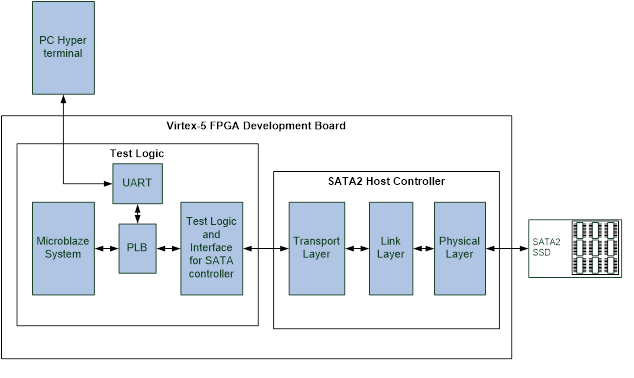 PC Hyper
terminal
Virtex-5 FPGA Development Board
Test Logic
UART
Microblaze
System
PLB
Test Logic
and
Interface
for SATA
controller
SATA2 Host Controller
Transport
Layer
Link
Layer
Physical
Layer
SATA2
SSD